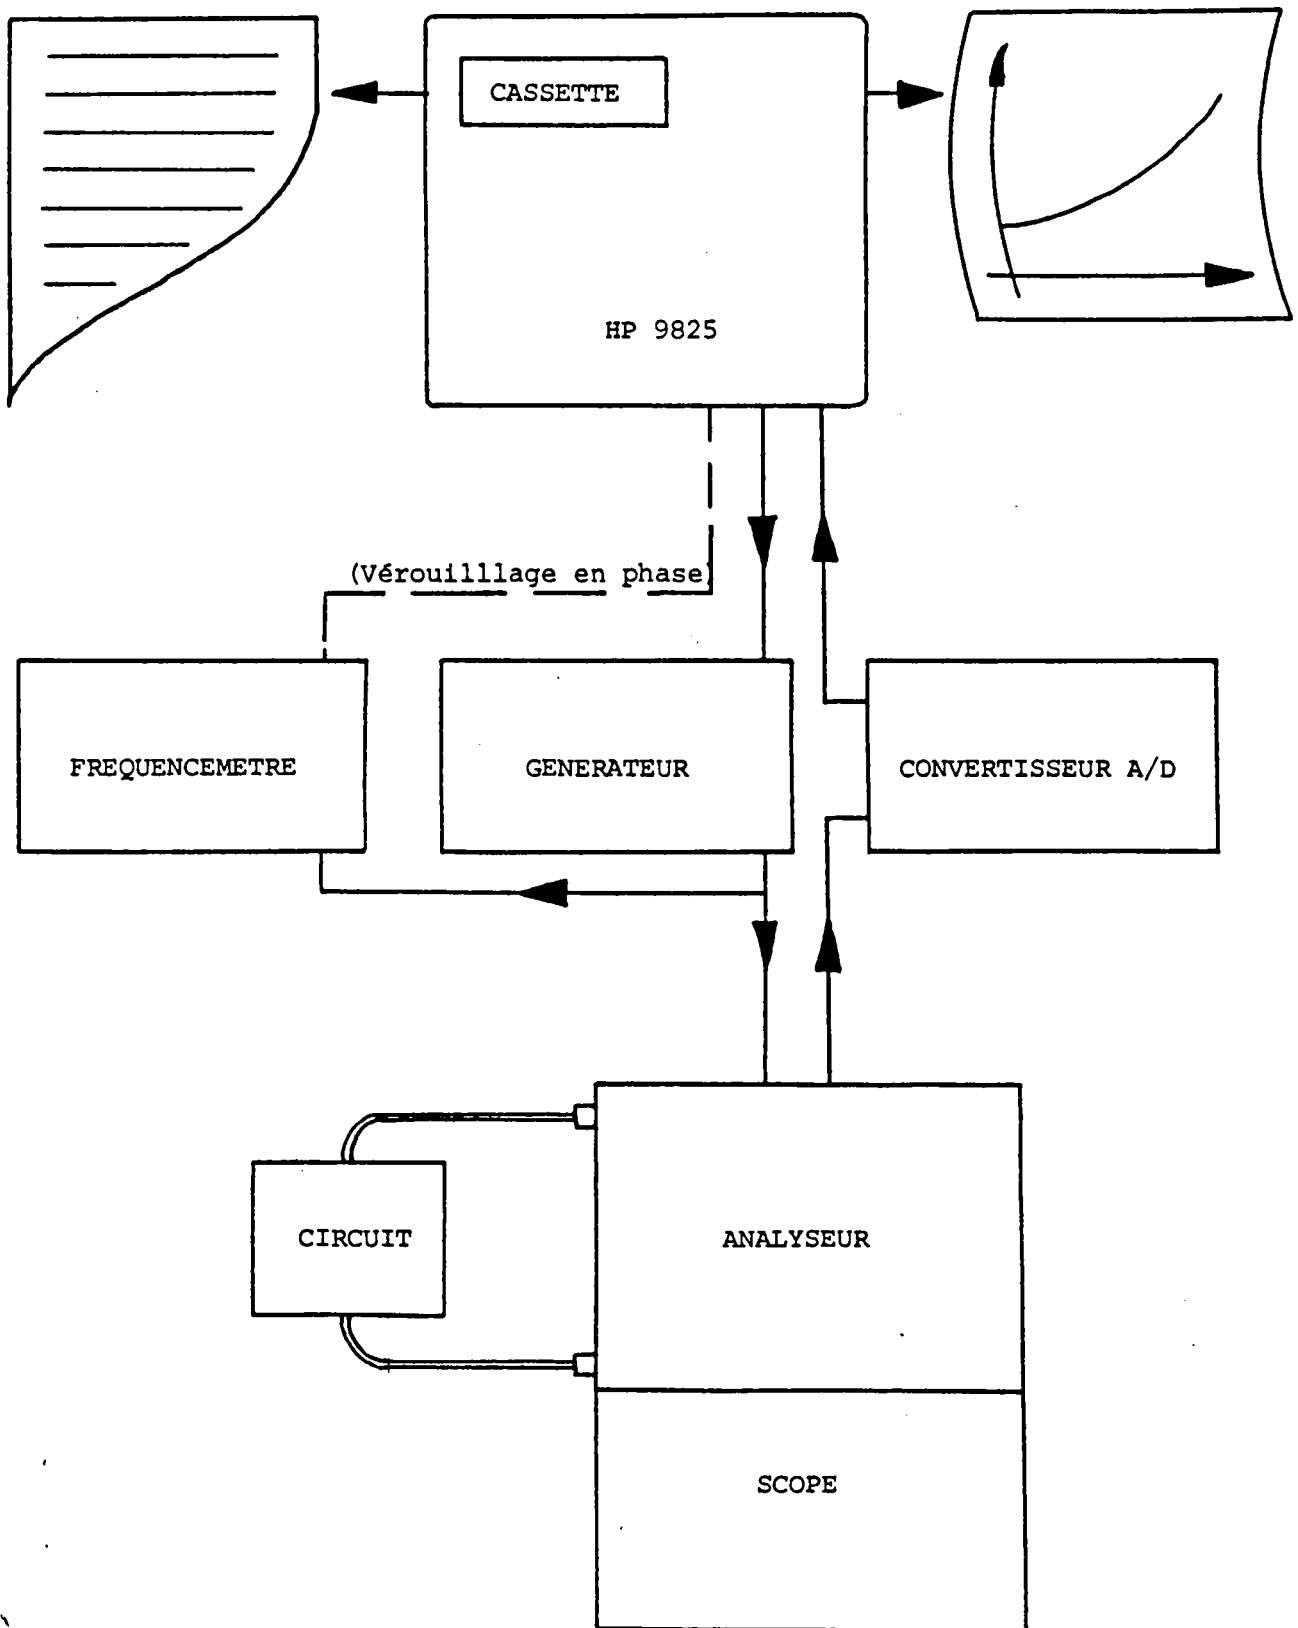 CASSETTE
HP 9825
(Vérouilllage en phase)
FREQUENCEMETRE
GENERATEUR
CONVERTISSEUR A/D
CIRCUIT
ANALYSEUR
SCOPE